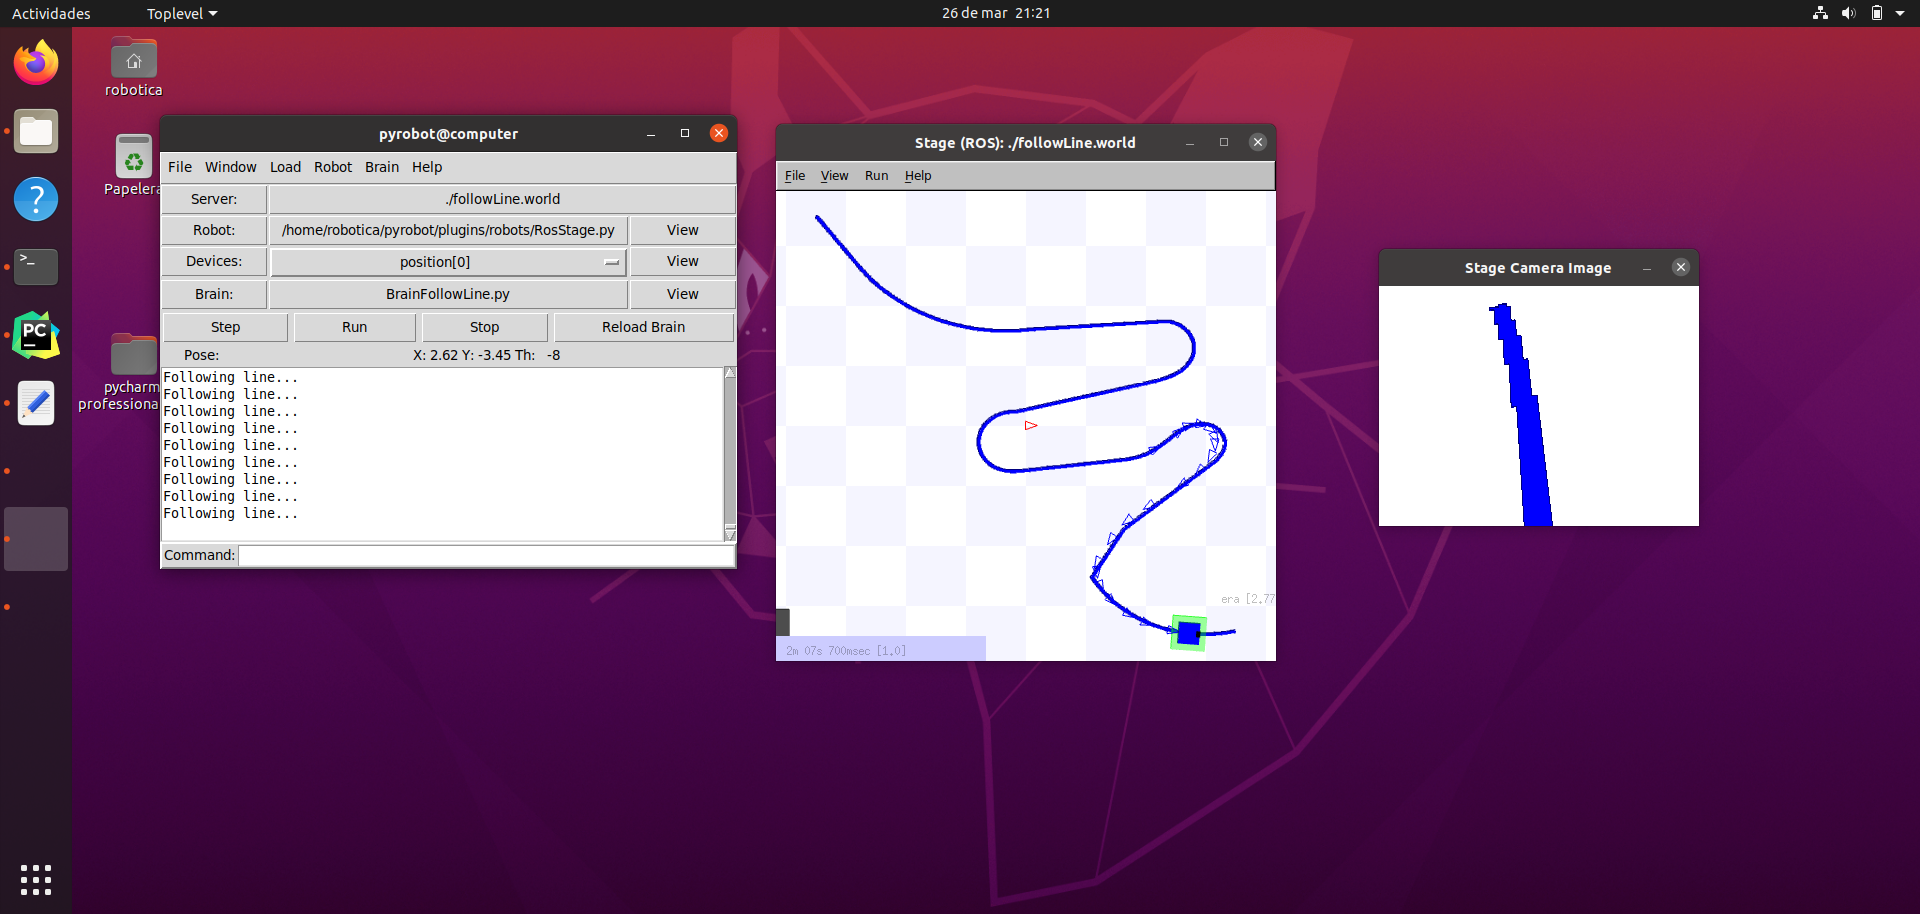 Actividades
Toplevel
26 de mar 21:21
robotica
Papelera
pycharm
professiona
pyrobot@computer
File Window Load Robot Brain Help
Server: ./followLine.world
Robot: /home/robotica/pyrobot/plugins/robots/RosStage.py View
Devices: position[0] View
Brain: BrainFollowLine.py View
Step Run Stop Reload Brain
Pose: X: 2.62 Y: -3.45 Th: -8
Following line...
Following line...
Following line...
Following line...
Following line...
Following line...
Following line...
Following line...
Following line...
Command:
Stage (ROS): ./followLine.world
File View Run Help
era [2.77
2m 07s 700msec [1.0]
Stage Camera Image
>_
PC
?